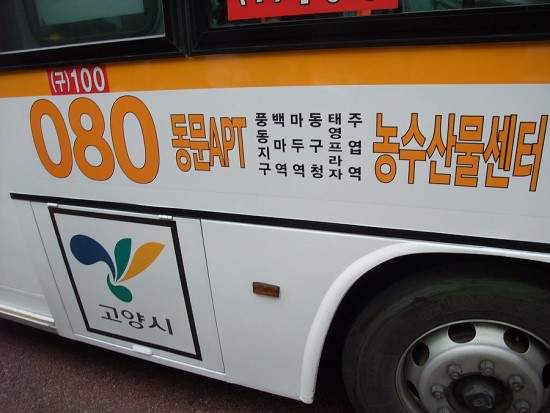 (구)100
080
동문APT
풍동지구
백마역
마두역
동구청
태영프라자
주엽역
농수산물센터
고양시